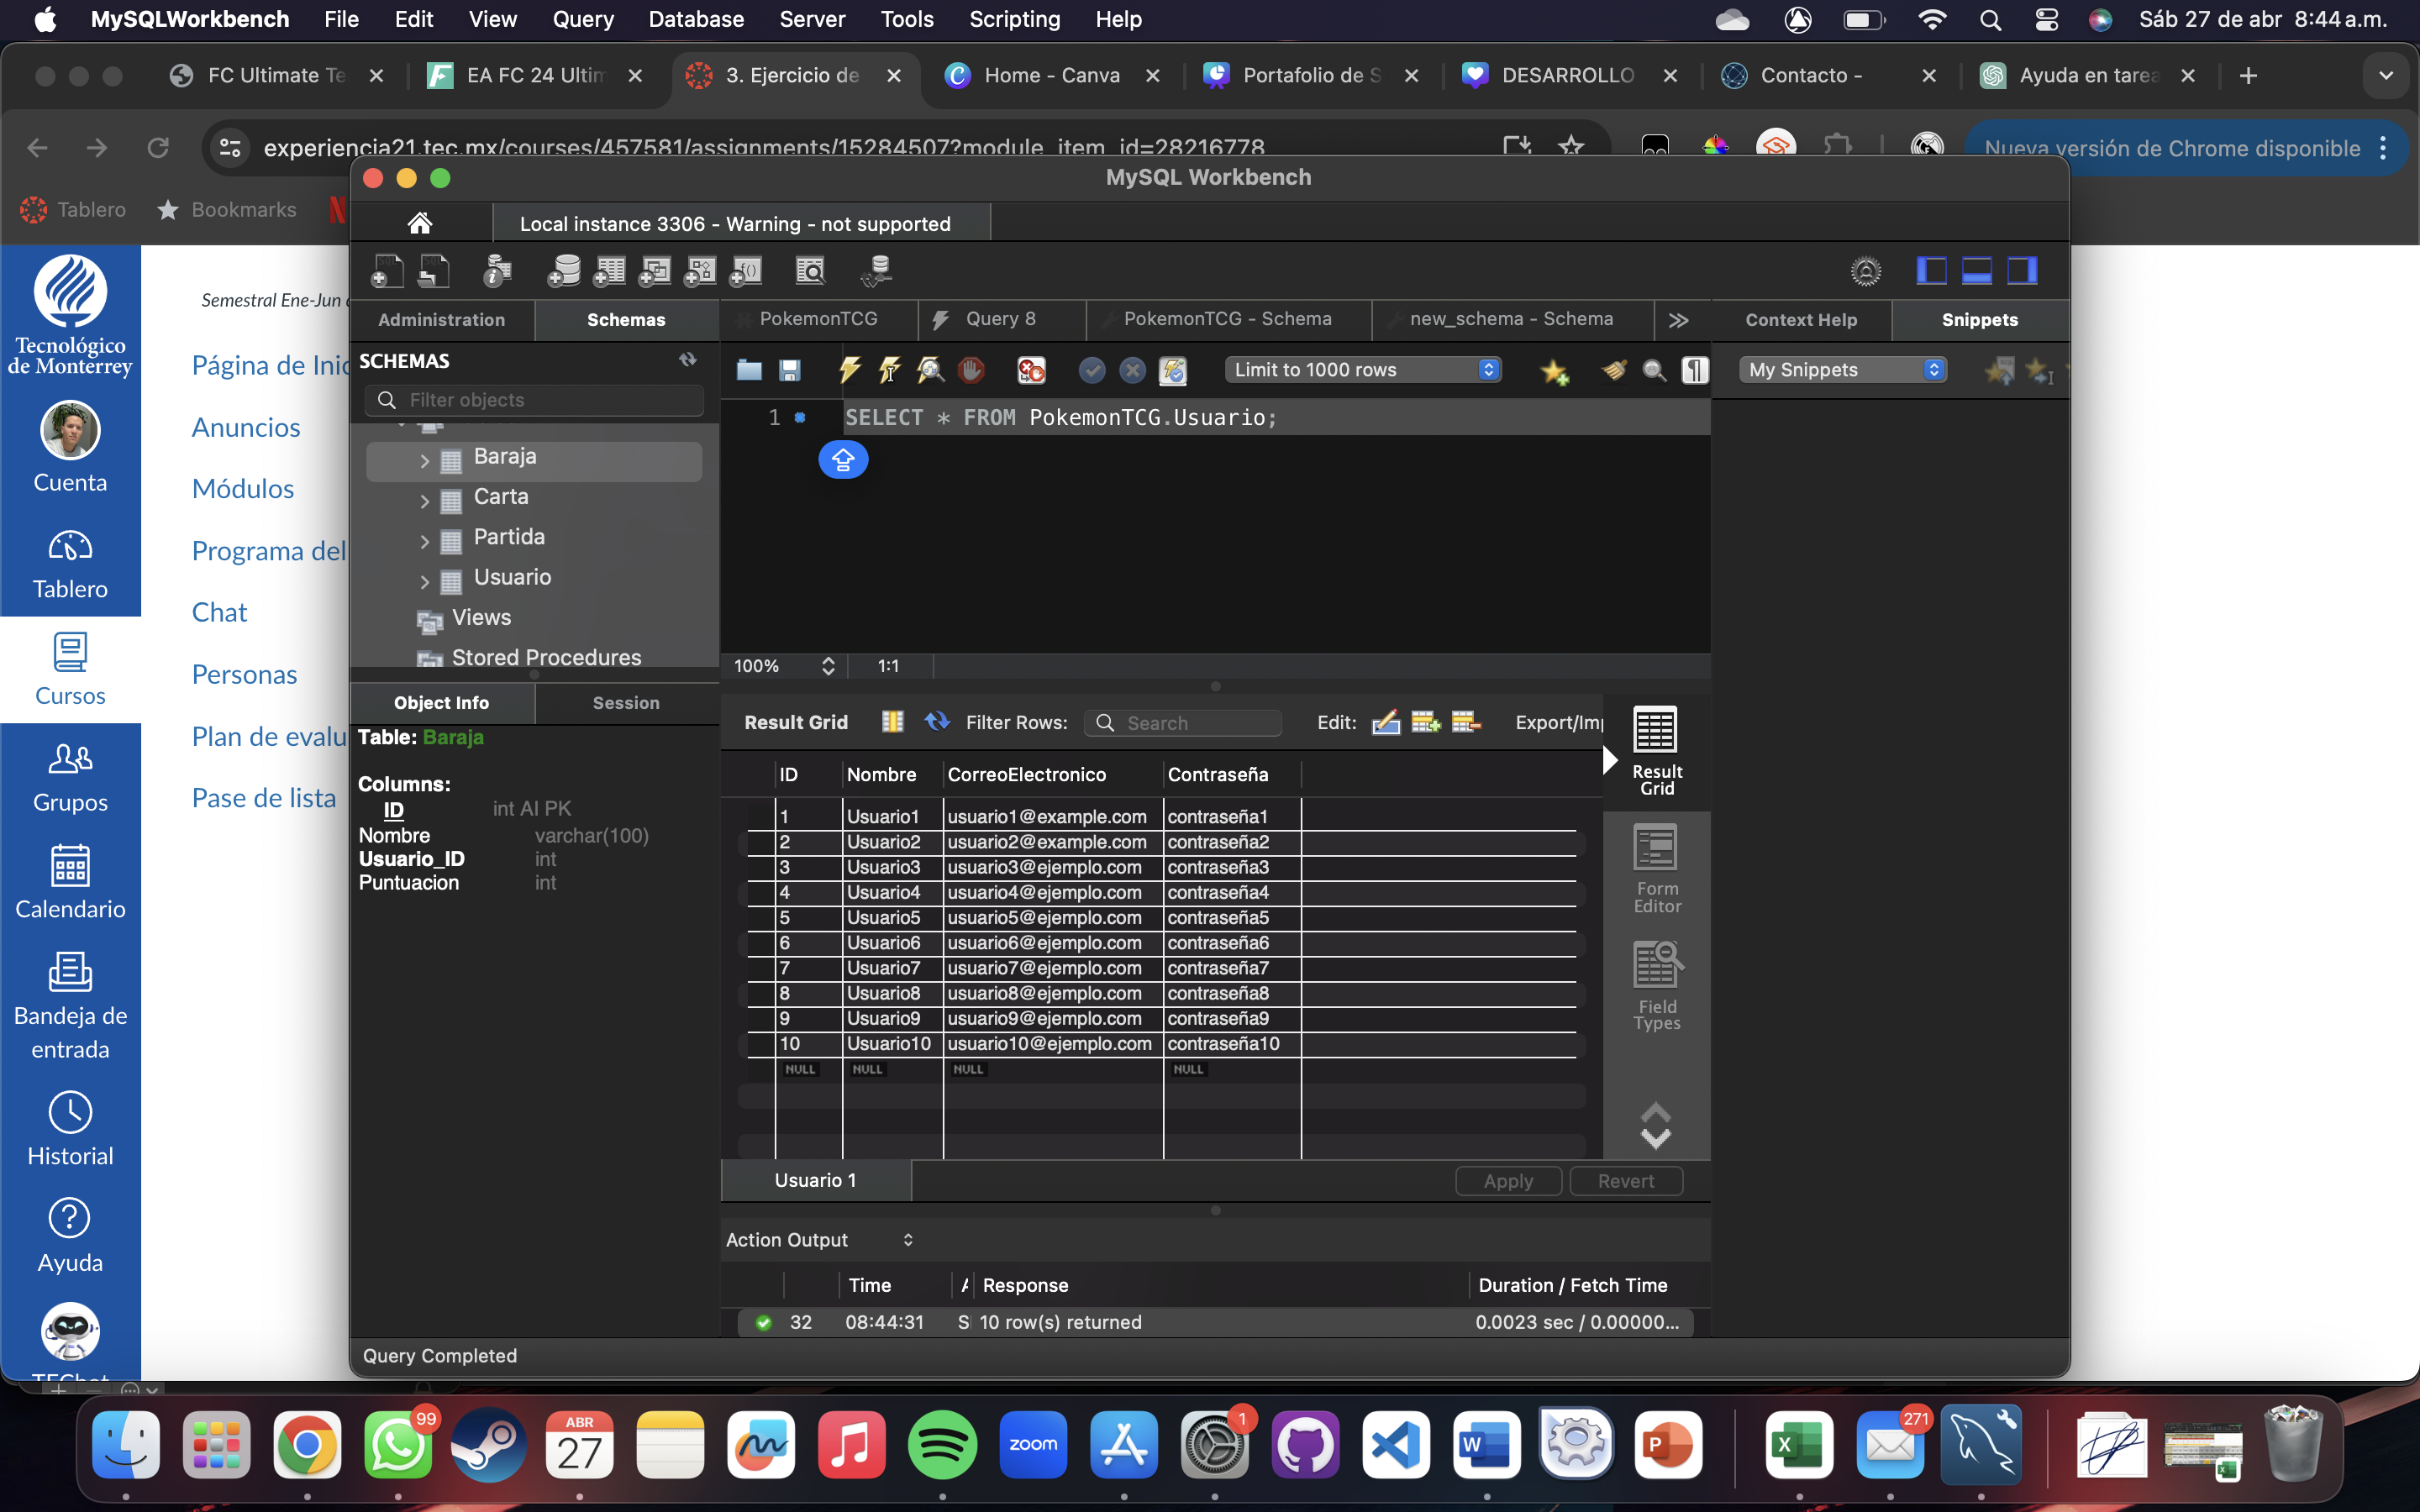 MySQLWorkbench File Edit View Query Database Server Tools Scripting Help Sáb 27 de abr 8:44 a.m.
FC Ultimate Te EA FC 24 Ultim 3. Ejercicio de Home - Canva Portafolio de S DESARROLLO Contacto - Ayuda en tarea
experiencia21.tec.mx/courses/457581/assignments/15284507?module_item_id=28216778 Nueva versión de Chrome disponible
Tablero Bookmarks
MySQL Workbench
Local instance 3306 - Warning - not supported
Tecnológico
de Monterrey
Cuenta
Tablero
Cursos
Grupos
Calendario
Bandeja de
entrada
Historial
Ayuda
TEChat
Semestral Ene-Jun
Página de Inic
Anuncios
Módulos
Programa del
Chat
Personas
Plan de evalu
Pase de lista
Administration Schemas
SCHEMAS
Filter objects
Baraja
Carta
Partida
Usuario
Views
Stored Procedures
Object Info Session
Table: Baraja
Columns:
ID int AI PK
Nombre varchar(100)
Usuario_ID int
Puntuacion int
PokemonTCG Query 8 PokemonTCG - Schema new_schema - Schema
Limit to 1000 rows
1 SELECT * FROM PokemonTCG.Usuario;
100% 1:1
Result Grid Filter Rows: Search Edit: Export/Imp
ID Nombre CorreoElectronico Contraseña
1 Usuario1 usuario1@example.com contraseña1
2 Usuario2 usuario2@example.com contraseña2
3 Usuario3 usuario3@ejemplo.com contraseña3
4 Usuario4 usuario4@ejemplo.com contraseña4
5 Usuario5 usuario5@ejemplo.com contraseña5
6 Usuario6 usuario6@ejemplo.com contraseña6
7 Usuario7 usuario7@ejemplo.com contraseña7
8 Usuario8 usuario8@ejemplo.com contraseña8
9 Usuario9 usuario9@ejemplo.com contraseña9
10 Usuario10 usuario10@ejemplo.com contraseña10
NULL NULL NULL NULL
Result
Grid
Form
Editor
Field
Types
Usuario 1 Apply Revert
Action Output
Time A Response Duration / Fetch Time
32 08:44:31 S 10 row(s) returned 0.0023 sec / 0.00000...
Query Completed
Context Help Snippets
My Snippets
99 ABR 27 zoom 1 W P X 271